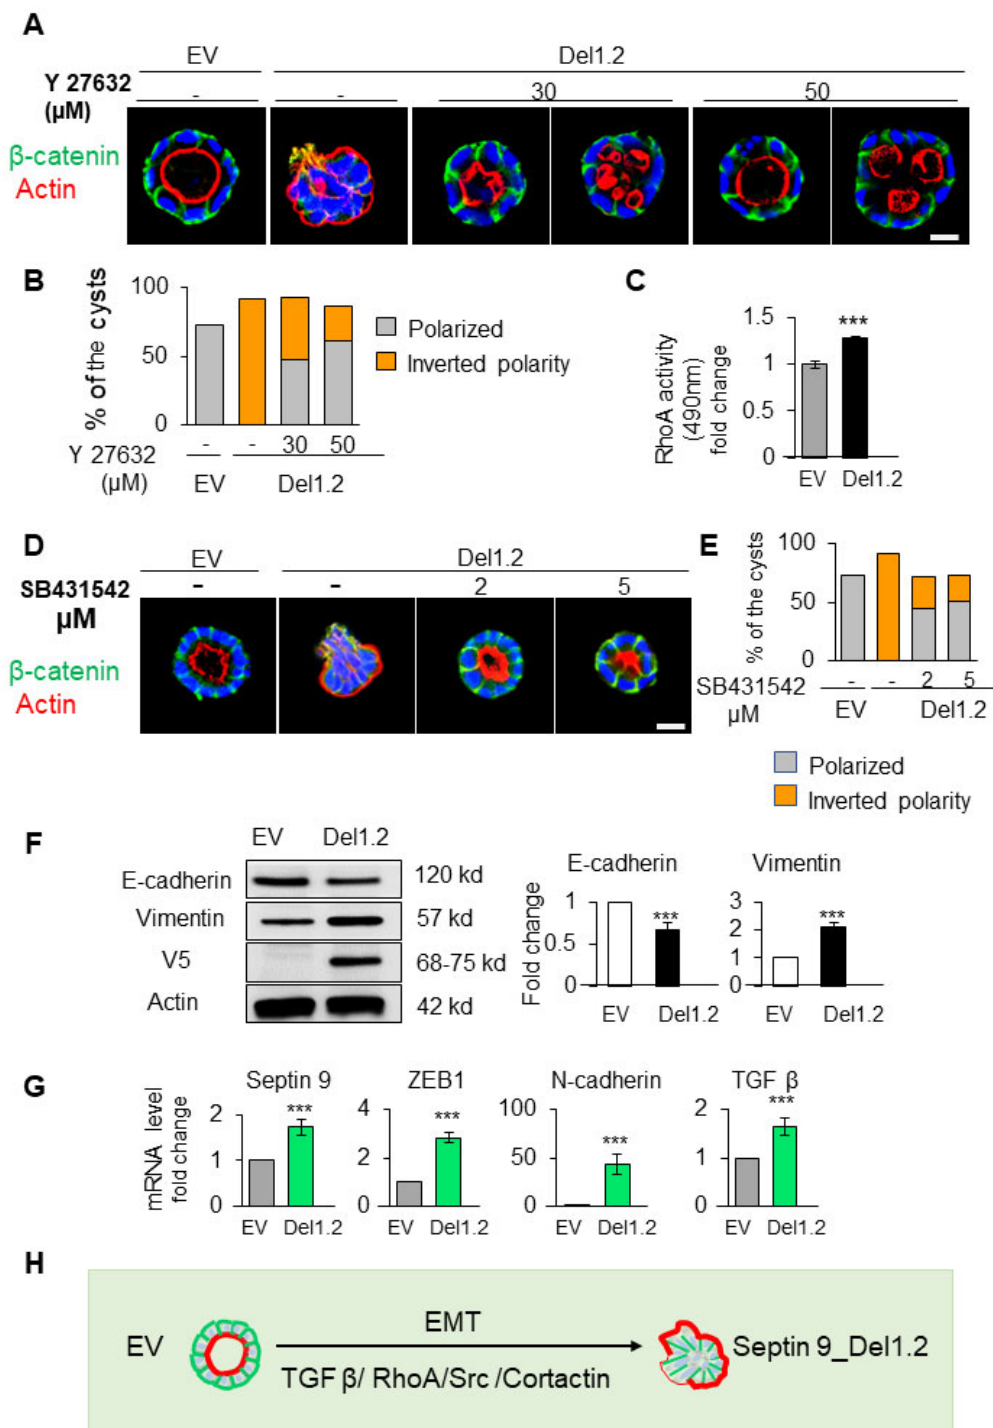 A
EV Del1.2
Y 27632 (µM) - - 30 50
β-catenin
Actin
B
% of the cysts
100
50
0
Polarized
Inverted polarity
Y 27632 (µM) - - 30 50
EV Del1.2
C
RhoA activity (490nm) fold change
1.5
1
0.5
0
***
EV Del1.2
D
EV Del1.2
SB431542 µM - - 2 5
β-catenin
Actin
E
% of the cysts
100
50
0
SB431542 µM - - 2 5
EV Del1.2
Polarized
Inverted polarity
F
EV Del1.2
E-cadherin 120 kd
Vimentin 57 kd
V5 68-75 kd
Actin 42 kd
Fold change
E-cadherin
1
0.5
0
***
EV Del1.2
Vimentin
3
2
1
0
***
EV Del1.2
G
mRNA level fold change
Septin 9
2
1
0
***
EV Del1.2
ZEB1
4
2
0
***
EV Del1.2
N-cadherin
100
50
0
***
EV Del1.2
TGF β
2
1
0
***
EV Del1.2
H
EV
EMT
TGF β/ RhoA/Src /Cortactin
Septin 9_Del1.2